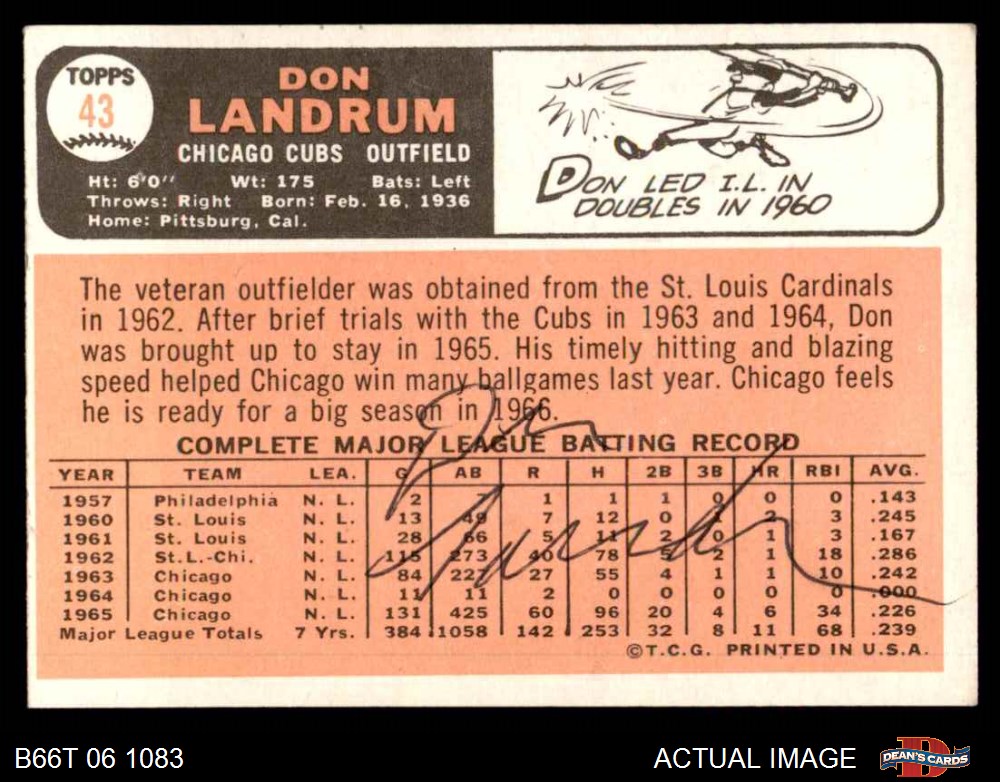 TOPPS
43
DON
LANDRUM
CHICAGO CUBS OUTFIELD
Ht: 6'0" Wt: 175 Bats: Left
Throws: Right Born: Feb. 16, 1936
Home: Pittsburg, Cal.
DON LED I.L. IN
DOUBLES IN 1960
The veteran outfielder was obtained from the St. Louis Cardinals
in 1962. After brief trials with the Cubs in 1963 and 1964, Don
was brought up to stay in 1965. His timely hitting and blazing
speed helped Chicago win many ballgames last year. Chicago feels
he is ready for a big season in 1966.
COMPLETE MAJOR LEAGUE BATTING RECORD
YEAR TEAM LEA. G AB R H 2B 3B HR RBI AVG.
1957 Philadelphia N. L. 2 7 1 1 1 0 0 0 .143
1960 St. Louis N. L. 13 49 7 12 0 1 2 3 .245
1961 St. Louis N. L. 28 66 5 11 2 0 1 3 .167
1962 St.L.-Chi. N. L. 115 273 40 78 5 2 1 18 .286
1963 Chicago N. L. 84 227 27 55 4 1 1 10 .242
1964 Chicago N. L. 11 11 2 0 0 0 0 0 .000
1965 Chicago N. L. 131 425 60 96 20 4 6 34 .226
Major League Totals 7 Yrs. 384 1058 142 253 32 8 11 68 .239
Don
Landrum
©T.C.G. PRINTED IN U.S.A.
B66T 06 1083
ACTUAL IMAGE
DEAN'S CARDS